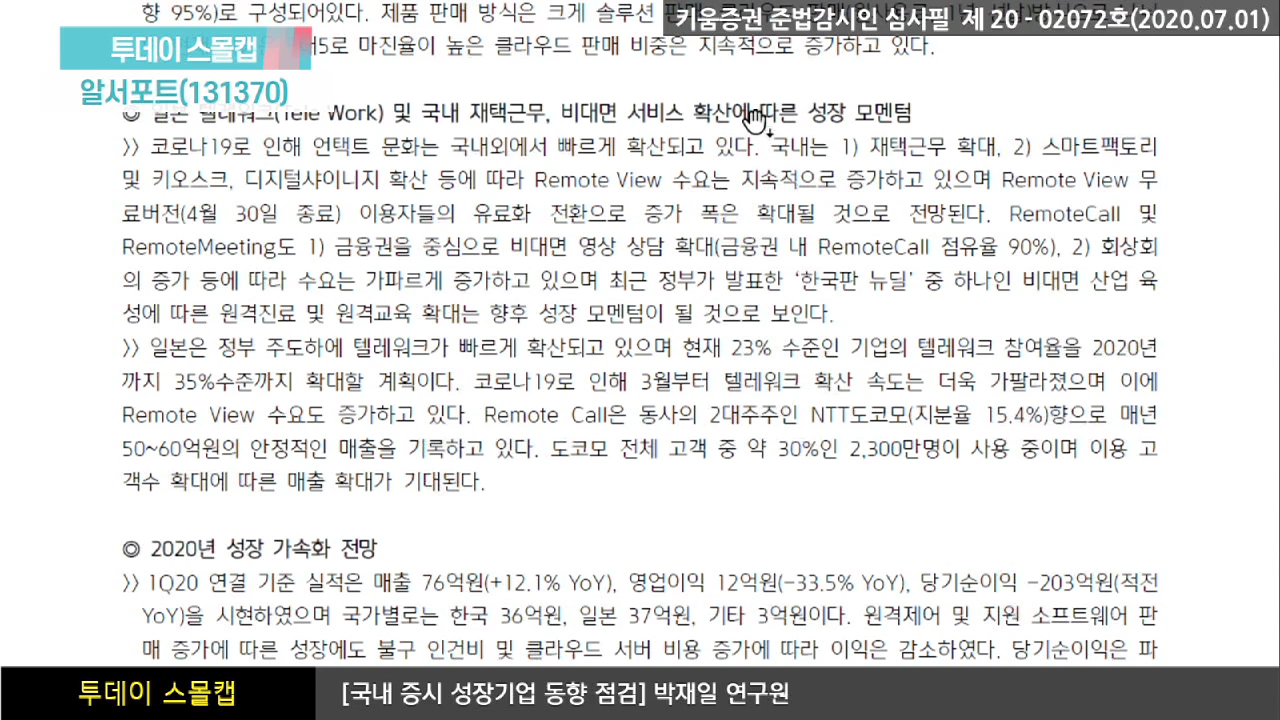 향 95%)로 구성되어있다. 제품 판매 방식은 크게 솔루션
키움증권 준법감시인 심사필 제 20 - 02072호(2020.07.01)
투데이 스몰캡
5로 마진율이 높은 클라우드 판매 비중은 지속적으로 증가하고 있다.
알서포트(131370)
◎ 일본 텔레워크(Tele Work) 및 국내 재택근무, 비대면 서비스 확산에 따른 성장 모멘텀
>> 코로나19로 인해 언택트 문화는 국내외에서 빠르게 확산되고 있다. 국내는 1) 재택근무 확대, 2) 스마트팩토리
및 키오스크, 디지털샤이니지 확산 등에 따라 Remote View 수요는 지속적으로 증가하고 있으며 Remote View 무
료버전(4월 30일 종료) 이용자들의 유료화 전환으로 증가 폭은 확대될 것으로 전망된다. RemoteCall 및
RemoteMeeting도 1) 금융권을 중심으로 비대면 영상 상담 확대(금융권 내 RemoteCall 점유율 90%), 2) 회상회
의 증가 등에 따라 수요는 가파르게 증가하고 있으며 최근 정부가 발표한 '한국판 뉴딜' 중 하나인 비대면 산업 육
성에 따른 원격진료 및 원격교육 확대는 향후 성장 모멘텀이 될 것으로 보인다.
>> 일본은 정부 주도하에 텔레워크가 빠르게 확산되고 있으며 현재 23% 수준인 기업의 텔레워크 참여율을 2020년
까지 35%수준까지 확대할 계획이다. 코로나19로 인해 3월부터 텔레워크 확산 속도는 더욱 가팔라졌으며 이에
Remote View 수요도 증가하고 있다. Remote Call은 동사의 2대주주인 NTT도코모(지분율 15.4%)향으로 매년
50~60억원의 안정적인 매출을 기록하고 있다. 도코모 전체 고객 중 약 30%인 2,300만명이 사용 중이며 이용 고
객수 확대에 따른 매출 확대가 기대된다.
◎ 2020년 성장 가속화 전망
>> 1Q20 연결 기준 실적은 매출 76억원(+12.1% YoY), 영업이익 12억원(-33.5% YoY), 당기순이익 -203억원(적전
YoY)을 시현하였으며 국가별로는 한국 36억원, 일본 37억원, 기타 3억원이다. 원격제어 및 지원 소프트웨어 판
매 증가에 따른 성장에도 불구 인건비 및 클라우드 서버 비용 증가에 따라 이익은 감소하였다. 당기순이익은 파
투데이 스몰캡
[국내 증시 성장기업 동향 점검] 박재일 연구원